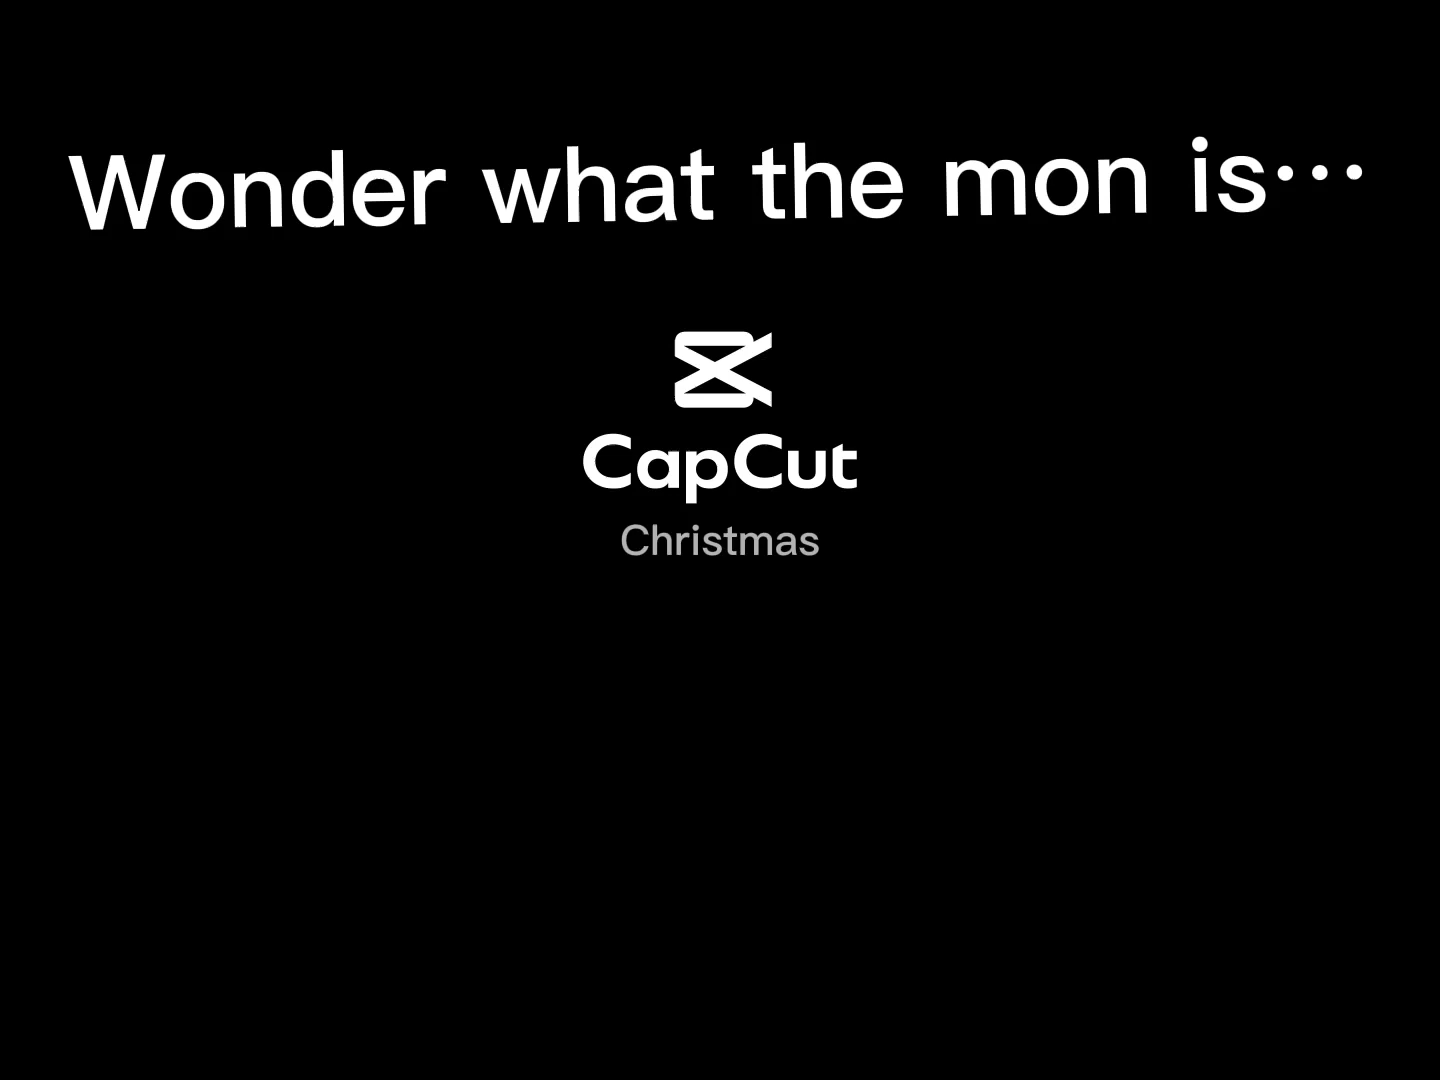 Wonder what the mon is…
CapCut
Christmas